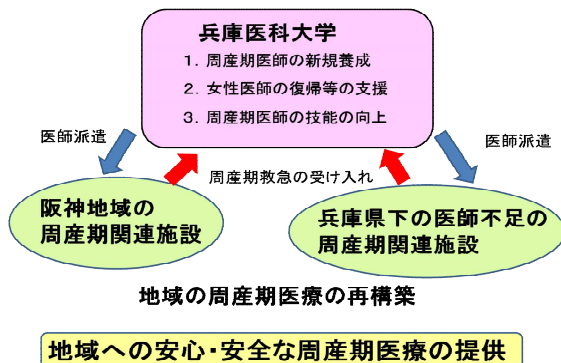 兵庫医科大学
1. 周産期医師の新規養成
2. 女性医師の復帰等の支援
3. 周産期医師の技能の向上
医師派遣
医師派遣
周産期救急の受け入れ
阪神地域の
周産期関連施設
兵庫県下の医師不足の
周産期関連施設
地域の周産期医療の再構築
地域への安心・安全な周産期医療の提供